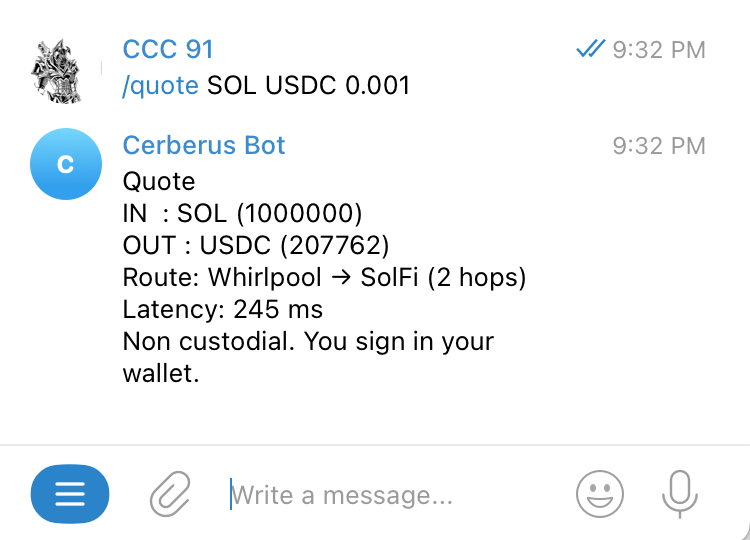 CCC 91 9:32 PM
/quote SOL USDC 0.001
Cerberus Bot 9:32 PM
C
Quote
IN  : SOL (1000000)
OUT : USDC (207762)
Route: Whirlpool → SolFi (2 hops)
Latency: 245 ms
Non custodial. You sign in your
wallet.
Write a message...